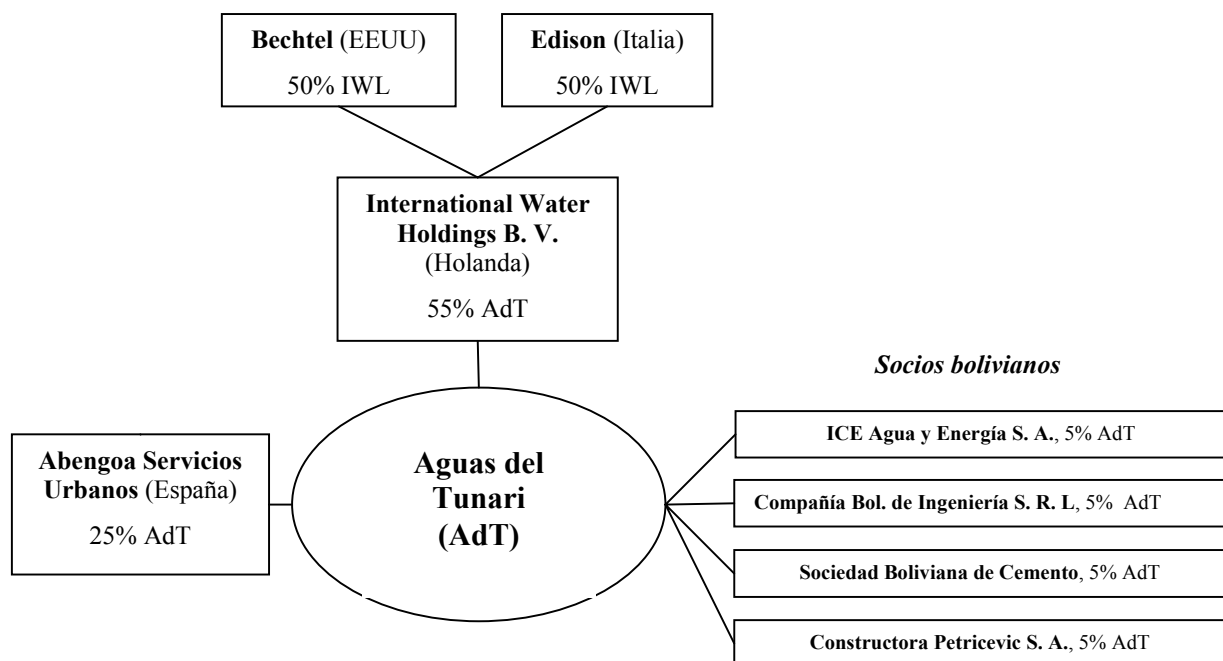 Bechtel (EEUU)
50% IWL
Edison (Italia)
50% IWL
International Water
Holdings B. V.
(Holanda)
55% AdT
Abengoa Servicios
Urbanos (España)
25% AdT
Aguas del
Tunari
(AdT)
Socios bolivianos
ICE Agua y Energía S. A., 5% AdT
Compañía Bol. de Ingeniería S. R. L, 5% AdT
Sociedad Boliviana de Cemento, 5% AdT
Constructora Petricevic S. A., 5% AdT